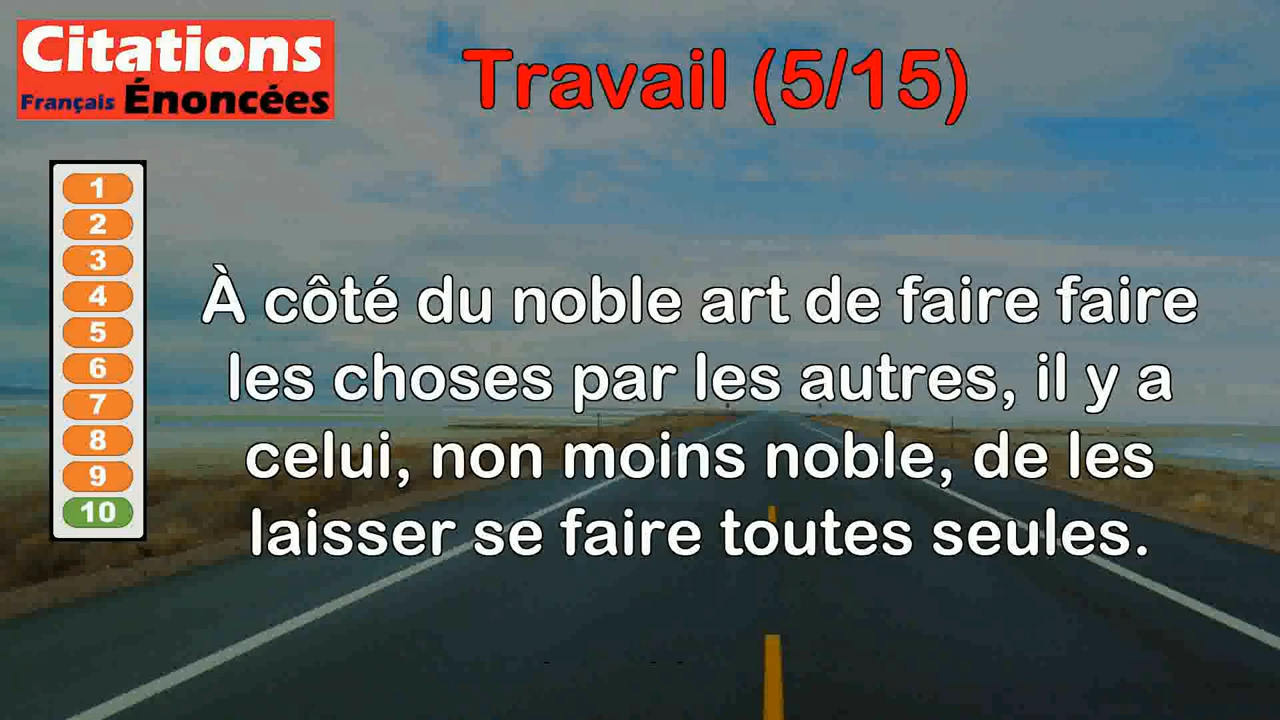 Citations
Français Énoncées
Travail (5/15)
1
2
3
4
5
6
7
8
9
10
À côté du noble art de faire faire
les choses par les autres, il y a
celui, non moins noble, de les
laisser se faire toutes seules.